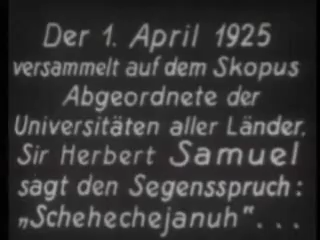 Der 1. April 1925
versammelt auf dem Skopus
Abgeordnete der
Universitäten aller Länder.
Sir Herbert Samuel
sagt den Segensspruch:
„Schehechejanuh“...